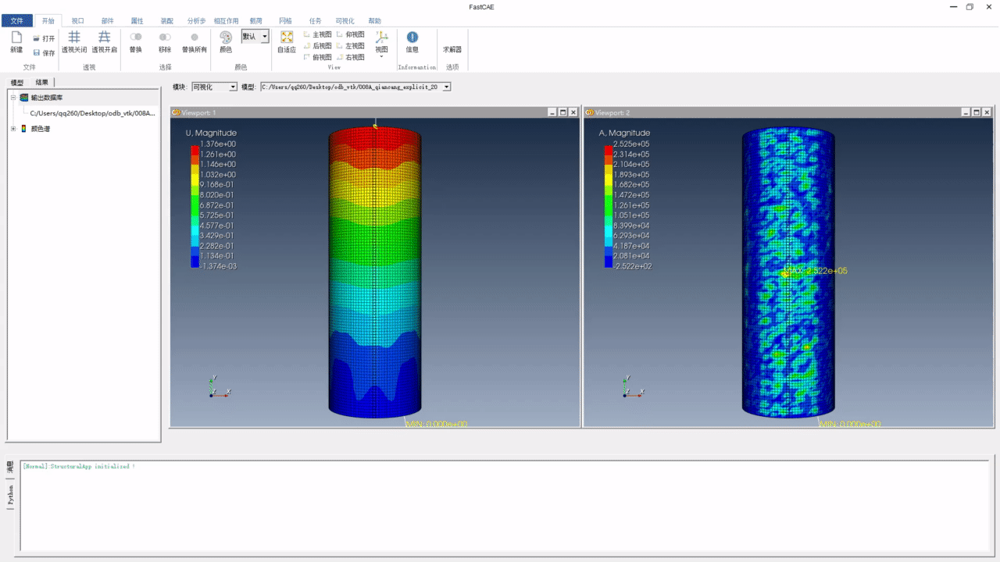 FastCAE
文件 开始 视口 部件 属性 装配 分析步 相互作用 载荷 网格 任务 可视化 帮助
新建 打开 保存 透视关闭 透视开启 替换 移除 替换所有 颜色 默认 自适应 主视图 仰视图 后视图 左视图 俯视图 右视图 视图 信息 求解器
文件 透视 选择 颜色 View Informantion 选项
模型 结果
模块: 可视化 模型: C:/Users/qq260/Desktop/odb_vtk/008A_qiancang_explicit_20
输出数据库
C:/Users/qq260/Desktop/odb_vtk/008A...
颜色谱
Viewport: 1
U, Magnitude
1.376e+00
1.261e+00
1.146e+00
1.032e+00
9.168e-01
8.020e-01
6.872e-01
5.725e-01
4.577e-01
3.429e-01
2.282e-01
1.134e-01
-1.374e-03
Y
X
MIN: 0.000e+00
Viewport: 2
A, Magnitude
2.525e+05
2.314e+05
2.104e+05
1.893e+05
1.682e+05
1.472e+05
1.261e+05
1.051e+05
8.399e+04
6.293e+04
4.187e+04
2.081e+04
-2.522e+02
MAX: 2.522e+05
Y
Z X
MIN: 0.000e+00
消息
Python
[Normal]:StructuralApp initialized !